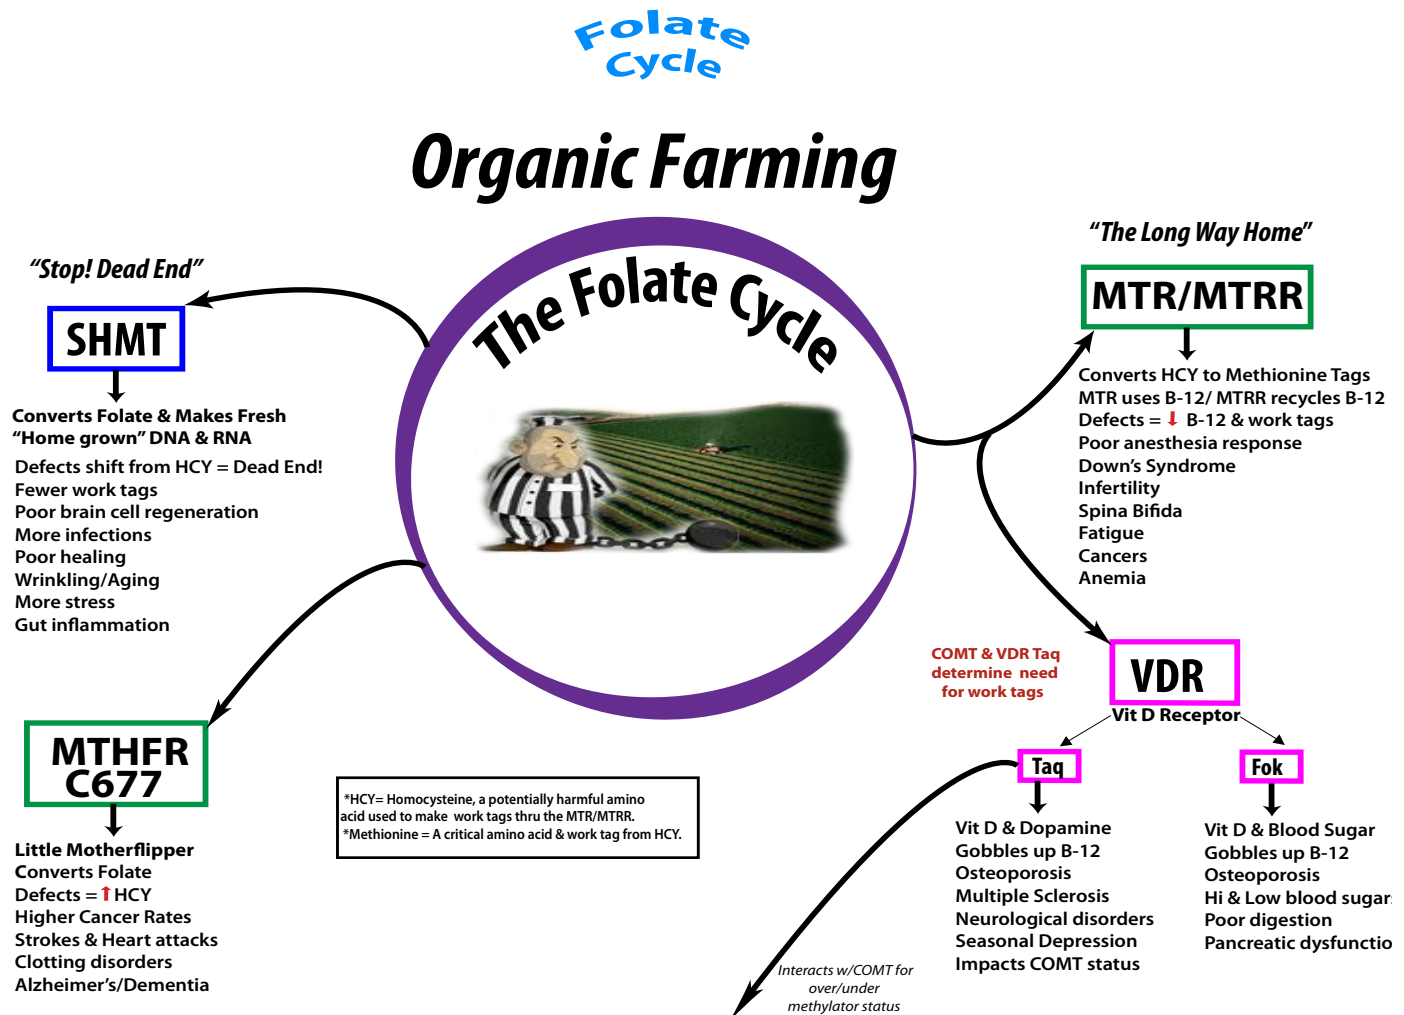 Folate
Cycle
Organic Farming
"Stop! Dead End"
SHMT
Converts Folate & Makes Fresh
"Home grown" DNA & RNA
Defects shift from HCY = Dead End!
Fewer work tags
Poor brain cell regeneration
More infections
Poor healing
Wrinkling/Aging
More stress
Gut inflammation
The Folate Cycle
"The Long Way Home"
MTR/MTRR
Converts HCY to Methionine Tags
MTR uses B-12/ MTRR recycles B-12
Defects = ⬇ B-12 & work tags
Poor anesthesia response
Down's Syndrome
Infertility
Spina Bifida
Fatigue
Cancers
Anemia
MTHFR
C677
Little Motherflipper
Converts Folate
Defects = ⬆ HCY
Higher Cancer Rates
Strokes & Heart attacks
Clotting disorders
Alzheimer's/Dementia
*HCY= Homocysteine, a potentially harmful amino
acid used to make work tags thru the MTR/MTRR.
*Methionine = A critical amino acid & work tag from HCY.
COMT & VDR Taq
determine need
for work tags
VDR
Vit D Receptor
Taq
Vit D & Dopamine
Gobbles up B-12
Osteoporosis
Multiple Sclerosis
Neurological disorders
Seasonal Depression
Impacts COMT status
Fok
Vit D & Blood Sugar
Gobbles up B-12
Osteoporosis
Hi & Low blood sugar
Poor digestion
Pancreatic dysfunctio
Interacts w/COMT for
over/under
methylator status